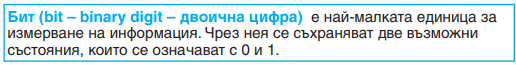 Бит (bit – binary digit – двоична цифра) е най-малката единица за
измерване на информация. Чрез нея се съхраняват две възможни
състояния, които се означават с 0 и 1.